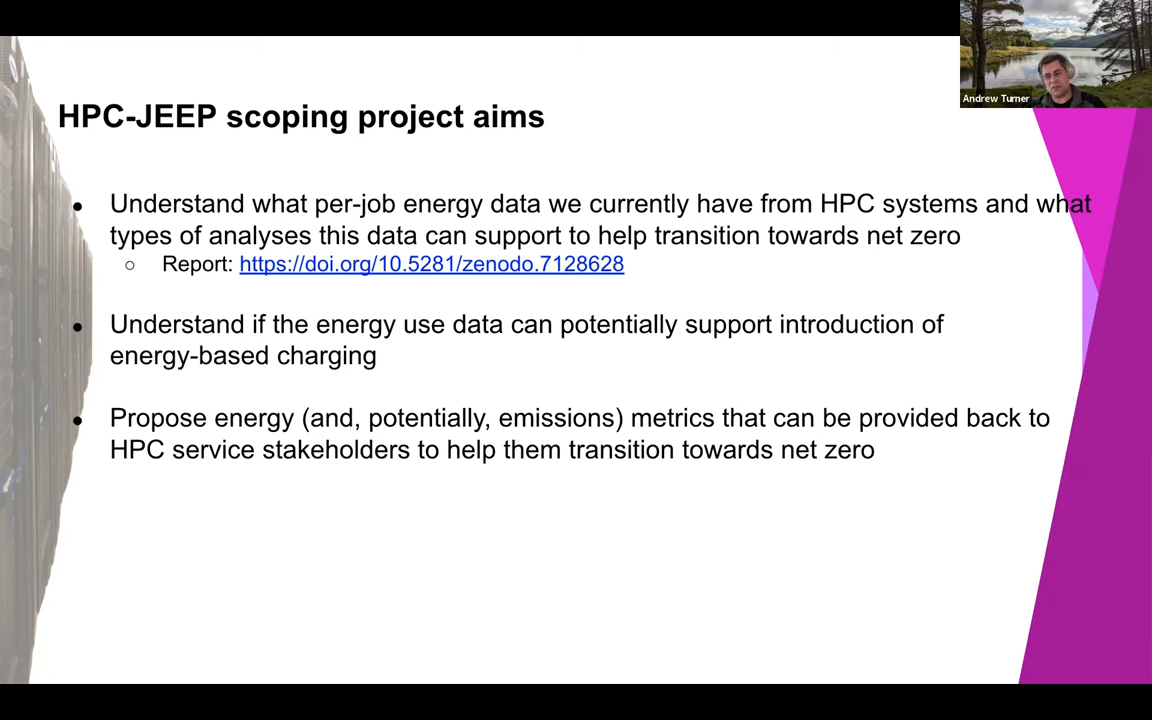 Andrew Turner
HPC-JEEP scoping project aims
● Understand what per-job energy data we currently have from HPC systems and what
types of analyses this data can support to help transition towards net zero
○ Report: https://doi.org/10.5281/zenodo.7128628
● Understand if the energy use data can potentially support introduction of
energy-based charging
● Propose energy (and, potentially, emissions) metrics that can be provided back to
HPC service stakeholders to help them transition towards net zero